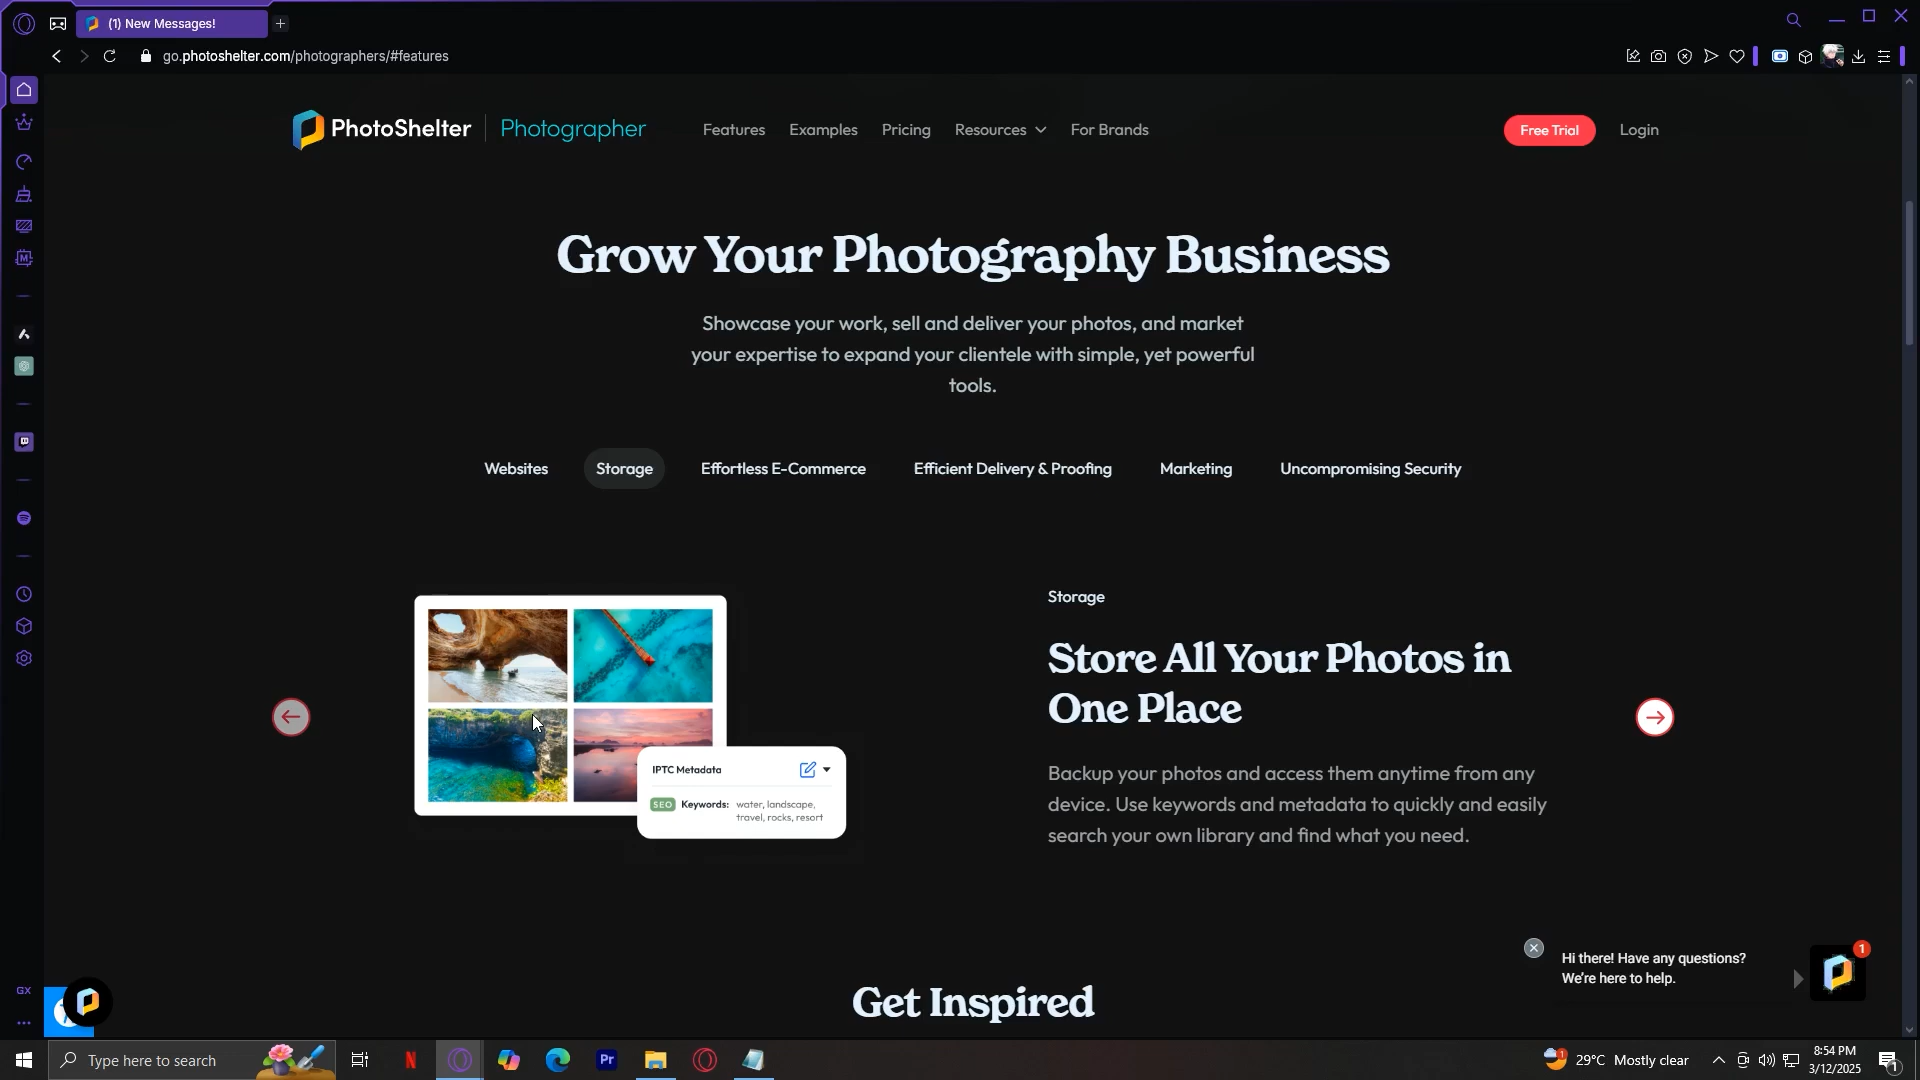 (1) New Messages!
go.photoshelter.com/photographers/#features
PhotoShelter | Photographer
Features
Examples
Pricing
Resources
For Brands
Free Trial
Login
Grow Your Photography Business
Showcase your work, sell and deliver your photos, and market
your expertise to expand your clientele with simple, yet powerful
tools.
Websites
Storage
Effortless E-Commerce
Efficient Delivery & Proofing
Marketing
Uncompromising Security
IPTC Metadata
SEO Keywords: water, landscape,
travel, rocks, resort
Storage
Store All Your Photos in
One Place
Backup your photos and access them anytime from any
device. Use keywords and metadata to quickly and easily
search your own library and find what you need.
Get Inspired
Hi there! Have any questions?
We're here to help.
1
GX
Type here to search
N
Pr
29°C Mostly clear
8:54 PM
3/12/2025
1